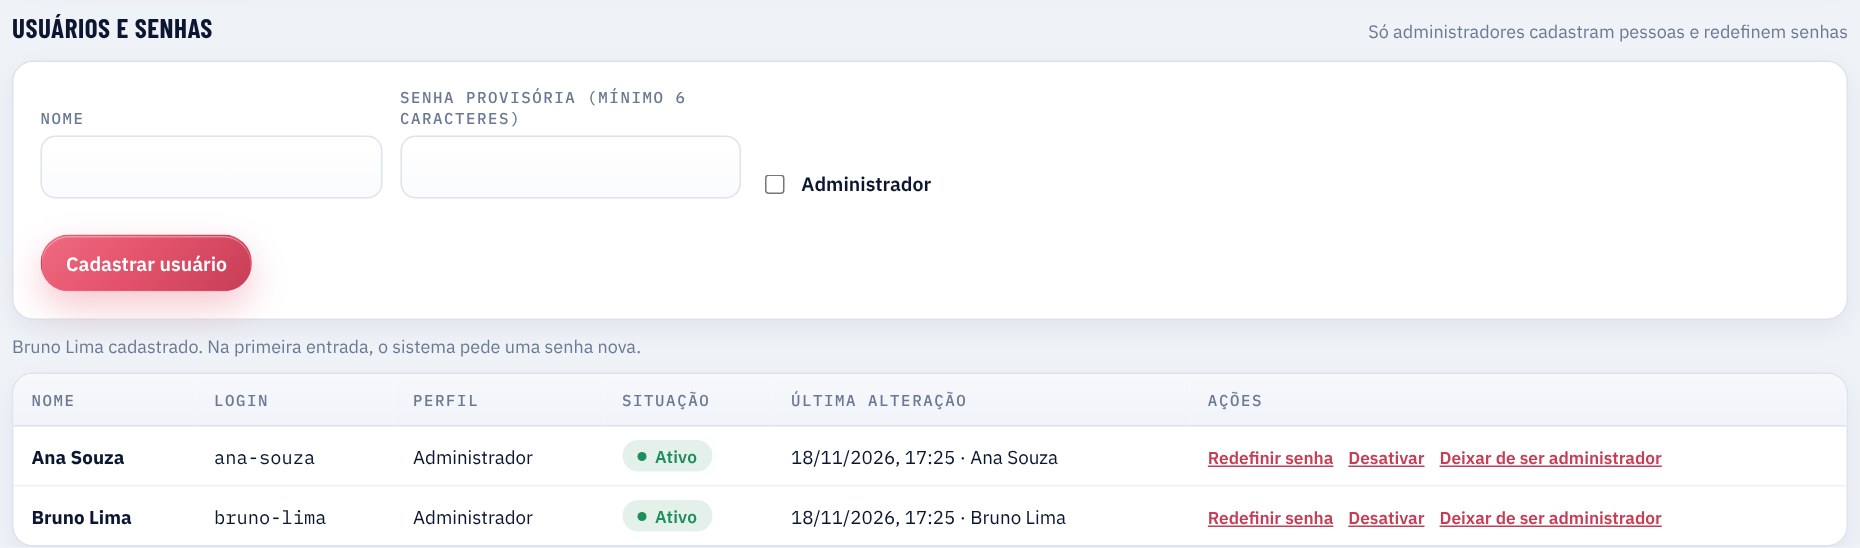 USUÁRIOS E SENHAS
Só administradores cadastram pessoas e redefinem senhas
NOME
SENHA PROVISÓRIA (MÍNIMO 6
CARACTERES)
Administrador
Cadastrar usuário
Bruno Lima cadastrado. Na primeira entrada, o sistema pede uma senha nova.
NOME LOGIN PERFIL SITUAÇÃO ÚLTIMA ALTERAÇÃO AÇÕES
Ana Souza ana-souza Administrador Ativo 18/11/2026, 17:25 · Ana Souza Redefinir senha Desativar Deixar de ser administrador
Bruno Lima bruno-lima Administrador Ativo 18/11/2026, 17:25 · Bruno Lima Redefinir senha Desativar Deixar de ser administrador